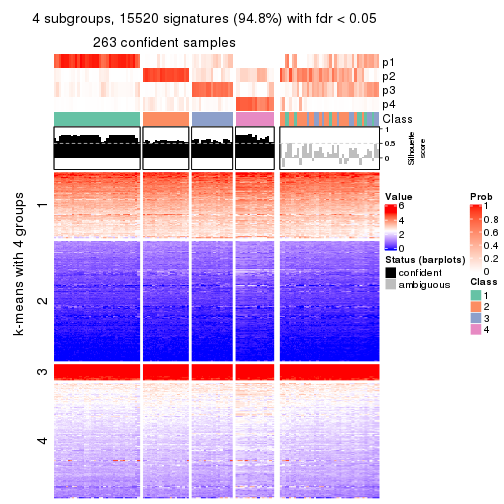 4 subgroups, 15520 signatures (94.8%) with fdr < 0.05
263 confident samples
p1
p2
p3
p4
Class
1
0.5
0
Silhouette
score
k-means with 4 groups
1
2
3
4
Value
6
4
2
0
Status (barplots)
confident
ambiguous
Prob
1
0.8
0.6
0.4
0.2
0
Class
1
2
3
4